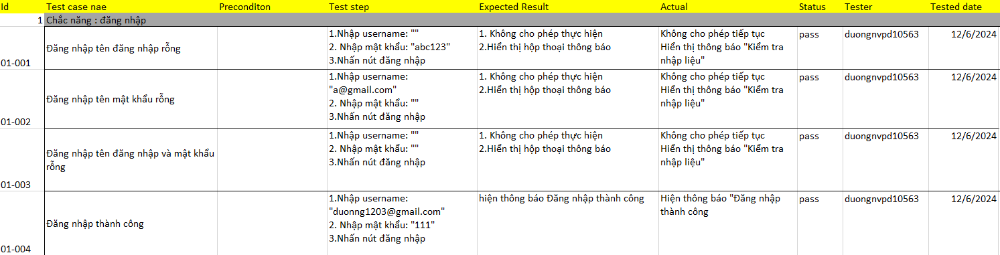 Id Test case nae Preconditon Test step Expected Result Actual Status Tester Tested date
1 Chắc năng : đăng nhập
01-001
Đăng nhập tên đăng nhập rỗng
1.Nhập username: ""
2. Nhập mật khẩu: "abc123"
3.Nhấn nút đăng nhập
1. Không cho phép thực hiện
2.Hiển thị hộp thoại thông báo
Không cho phép tiếp tục
Hiển thị thông báo "Kiểm tra
nhập liệu"
pass
duongnvpd10563
12/6/2024
01-002
Đăng nhập tên mật khẩu rỗng
1.Nhập username:
"a@gmail.com"
2. Nhập mật khẩu: ""
3.Nhấn nút đăng nhập
1. Không cho phép thực hiện
2.Hiển thị hộp thoại thông báo
Không cho phép tiếp tục
Hiển thị thông báo "Kiểm tra
nhập liệu"
pass
duongnvpd10563
12/6/2024
01-003
Đăng nhập tên đăng nhập và mật khẩu
rỗng
1.Nhập username: ""
2. Nhập mật khẩu: ""
3.Nhấn nút đăng nhập
1. Không cho phép thực hiện
2.Hiển thị hộp thoại thông báo
Không cho phép tiếp tục
Hiển thị thông báo "Kiểm tra
nhập liệu"
pass
duongnvpd10563
12/6/2024
01-004
Đăng nhập thành công
1.Nhập username:
"duonng1203@gmail.com"
2. Nhập mật khẩu: "111"
3.Nhấn nút đăng nhập
hiện thông báo Đăng nhập thành công
Hiện thông báo "Đăng nhập
thành công
pass
duongnvpd10563
12/6/2024